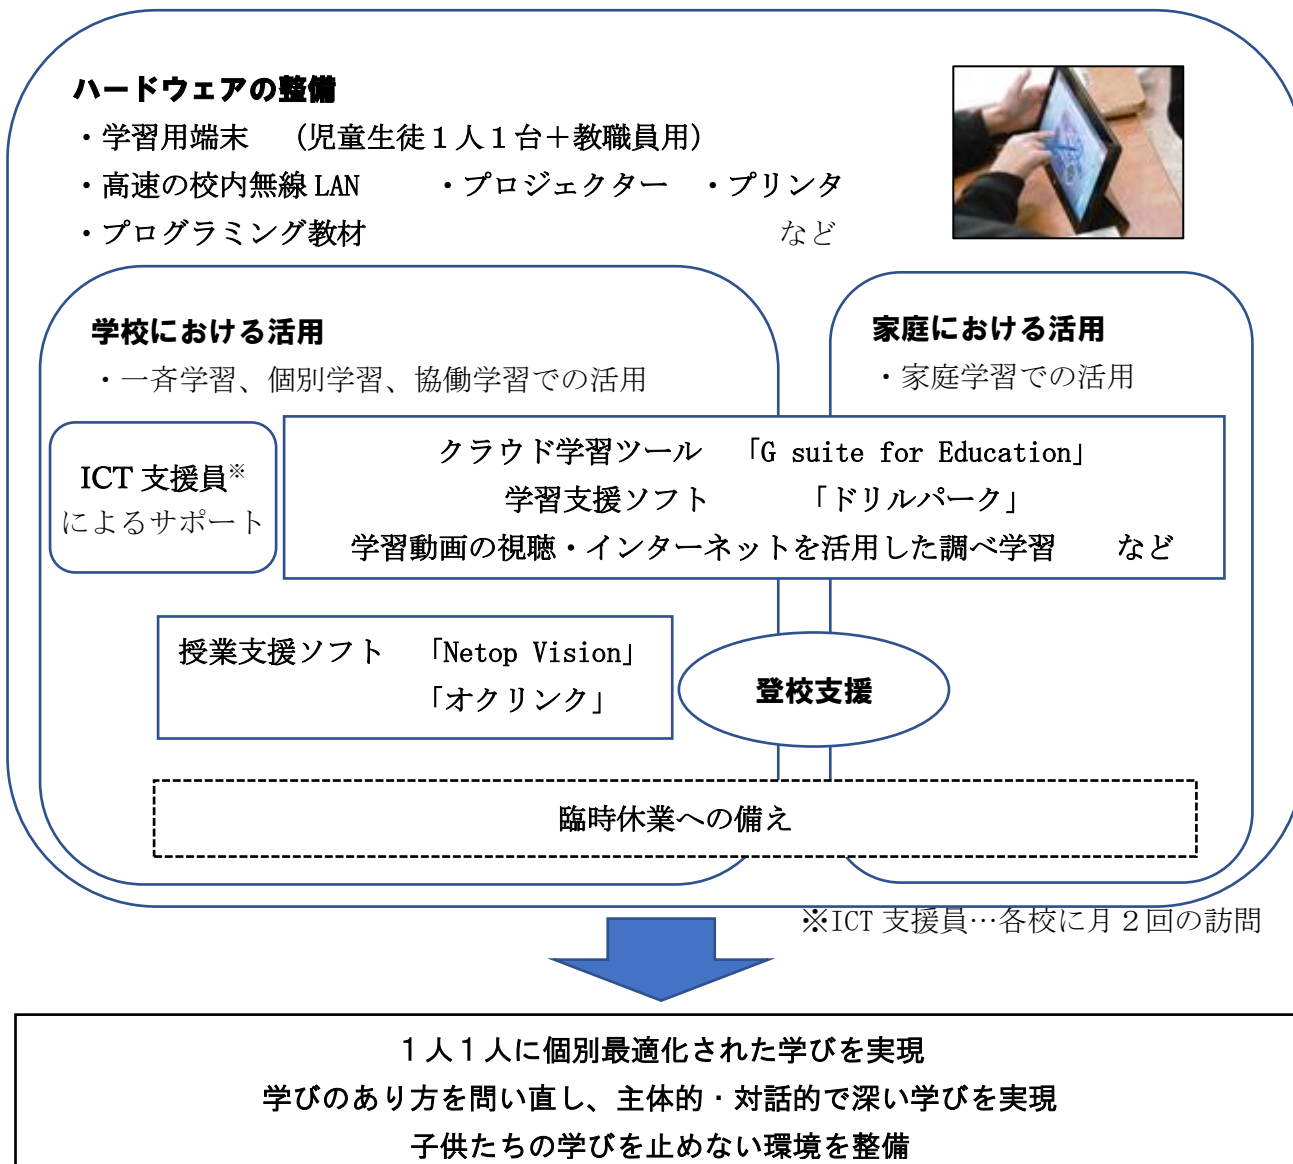 ハードウェアの整備
・学習用端末　（児童生徒１人１台＋教職員用）
・高速の校内無線 LAN　・プロジェクター　・プリンタ
・プログラミング教材　など
学校における活用
・一斉学習、個別学習、協働学習での活用
家庭における活用
・家庭学習での活用
ICT 支援員※
によるサポート
クラウド学習ツール　「G suite for Education」
学習支援ソフト　「ドリルパーク」
学習動画の視聴・インターネットを活用した調べ学習　など
授業支援ソフト　「Netop Vision」
「オクリンク」
登校支援
臨時休業への備え
※ICT 支援員…各校に月２回の訪問
１人１人に個別最適化された学びを実現
学びのあり方を問い直し、主体的・対話的で深い学びを実現
子供たちの学びを止めない環境を整備